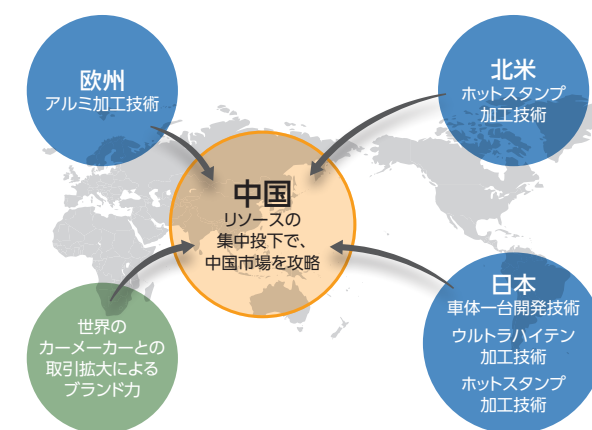 欧州
アルミ加工技術
北米
ホットスタンプ
加工技術
中国
リソースの
集中投下で、
中国市場を攻略
世界の
カーメーカーとの
取引拡大による
ブランド力
日本
車体一台開発技術
ウルトラハイテン
加工技術
ホットスタンプ
加工技術